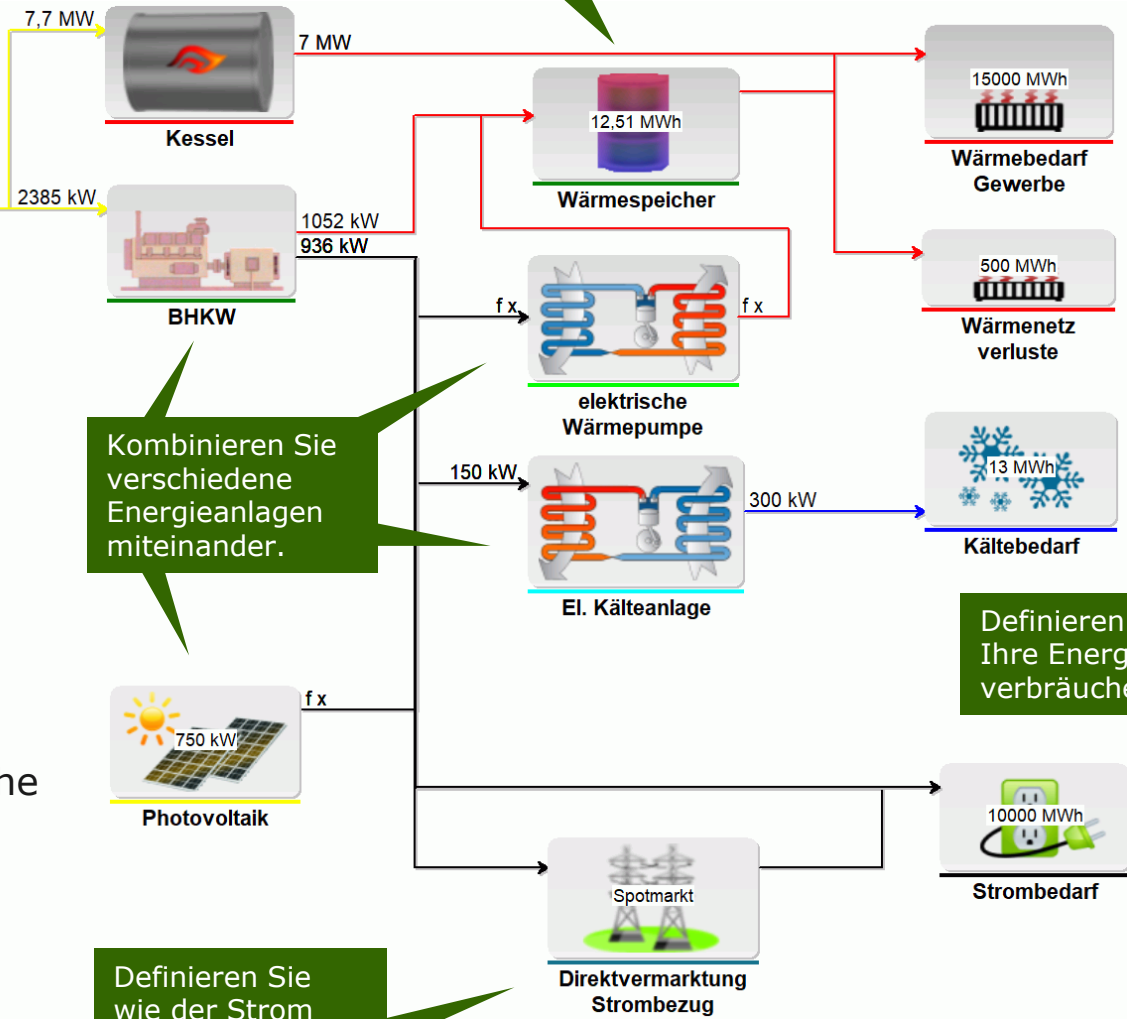 7,7 MW
7 MW
Kessel
12,51 MWh
Wärmespeicher
15000 MWh
Wärmebedarf
Gewerbe
2385 kW
1052 kW
936 kW
BHKW
f x
f x
elektrische
Wärmepumpe
500 MWh
Wärmenetz
verluste
Kombinieren Sie
verschiedene
Energieanlagen
miteinander.
150 kW
300 kW
El. Kälteanlage
13 MWh
Kältebedarf
Definieren
Ihre Energ
verbräuche
f x
750 kW
Photovoltaik
ne
10000 MWh
Strombedarf
Spotmarkt
Direktvermarktung
Strombezug
Definieren Sie
wie der Strom